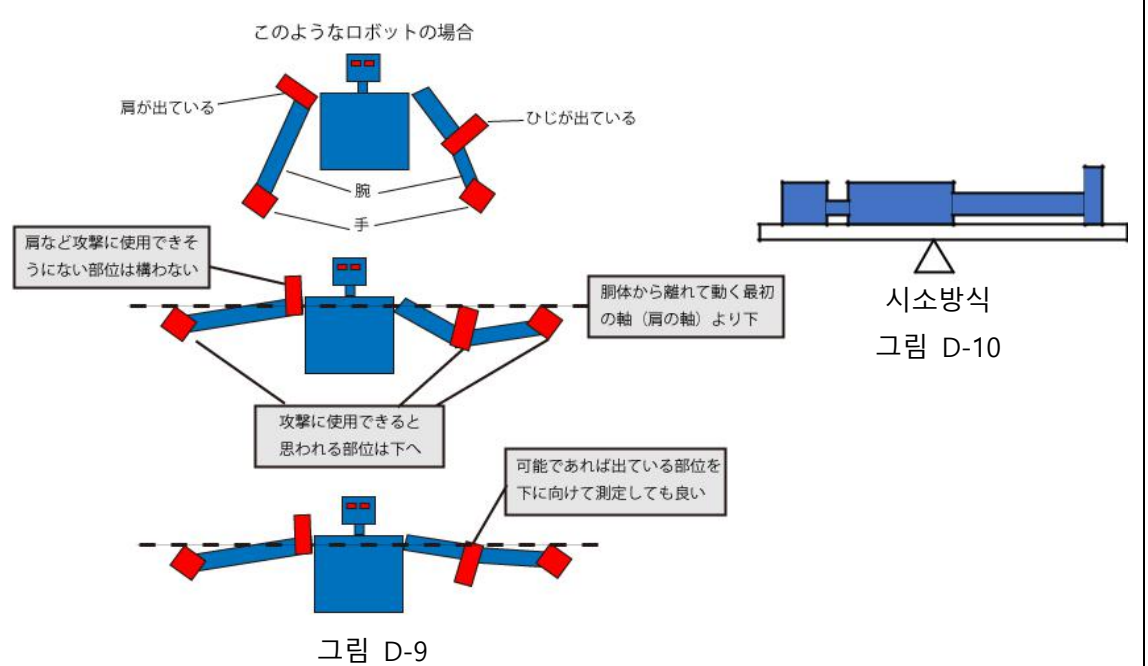 このようなロボットの場合
肩が出ている
ひじが出ている
腕
手
肩など攻撃に使用できそ
うにない部位は構わない
胴体から離れて動く最初
の軸（肩の軸）より下
攻撃に使用できると
思われる部位は下へ
可能であれば出ている部位を
下に向けて測定しても良い
그림 D-9
시소방식
그림 D-10